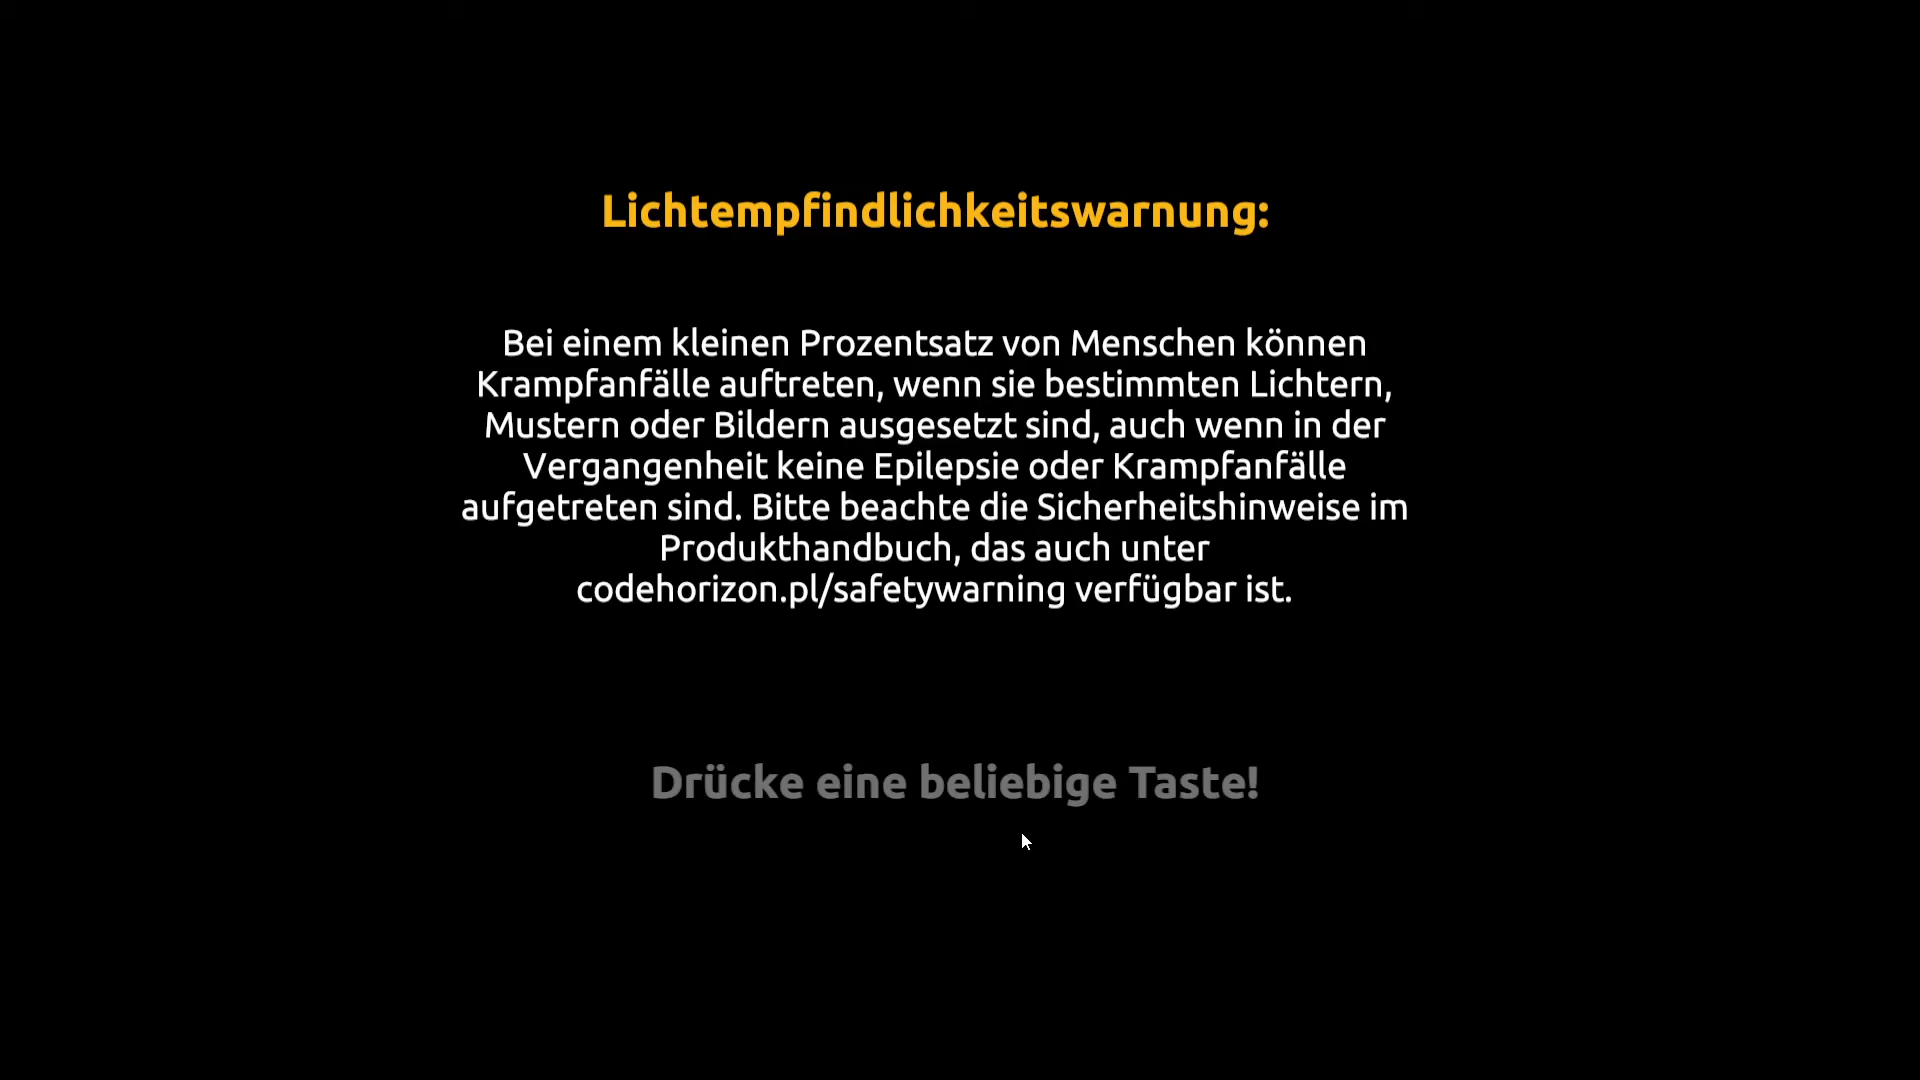 Lichtempfindlichkeitswarnung:
Bei einem kleinen Prozentsatz von Menschen können
Krampfanfälle auftreten, wenn sie bestimmten Lichtern,
Mustern oder Bildern ausgesetzt sind, auch wenn in der
Vergangenheit keine Epilepsie oder Krampfanfälle
aufgetreten sind. Bitte beachte die Sicherheitshinweise im
Produkthandbuch, das auch unter
codehorizon.pl/safetywarning verfügbar ist.
Drücke eine beliebige Taste!